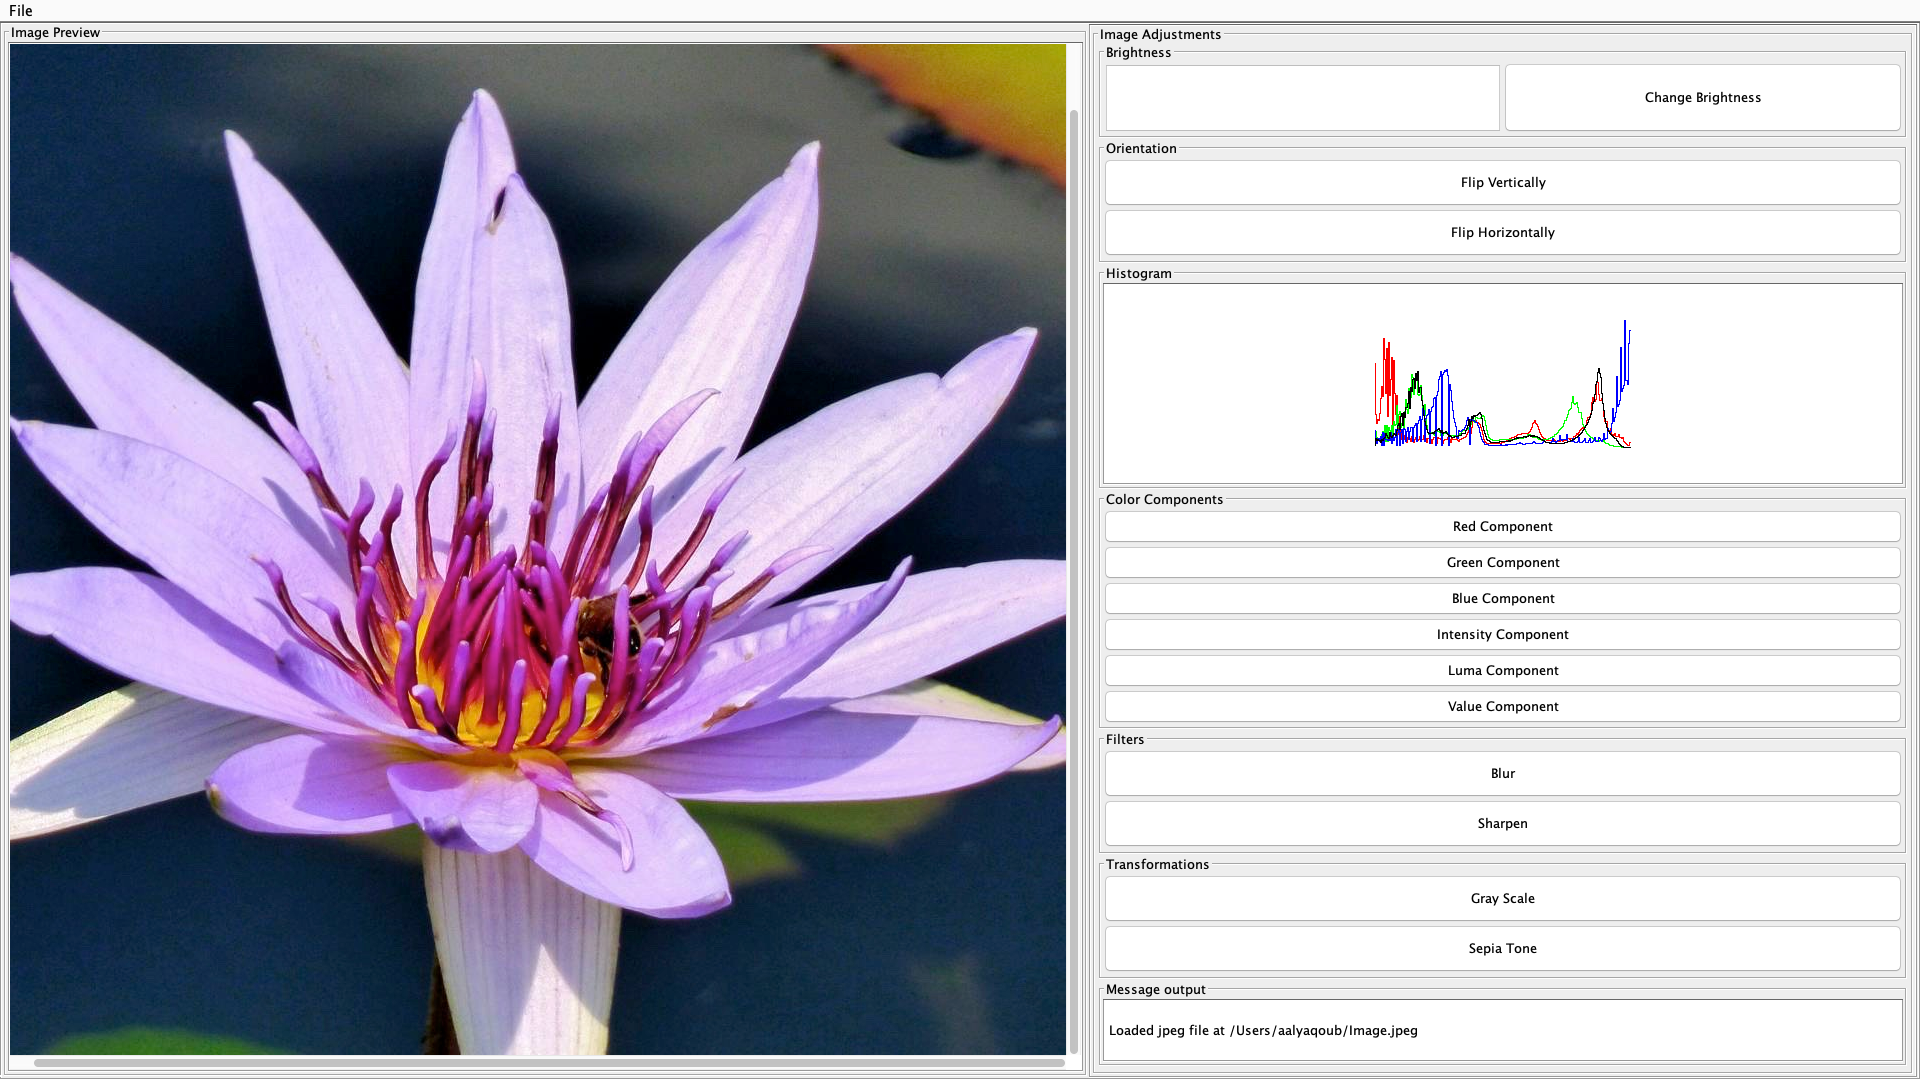 File
Image Preview
Image Adjustments
Brightness
Change Brightness
Orientation
Flip Vertically
Flip Horizontally
Histogram
Color Components
Red Component
Green Component
Blue Component
Intensity Component
Luma Component
Value Component
Filters
Blur
Sharpen
Transformations
Gray Scale
Sepia Tone
Message output
Loaded jpeg file at /Users/aalyaqoub/Image.jpeg